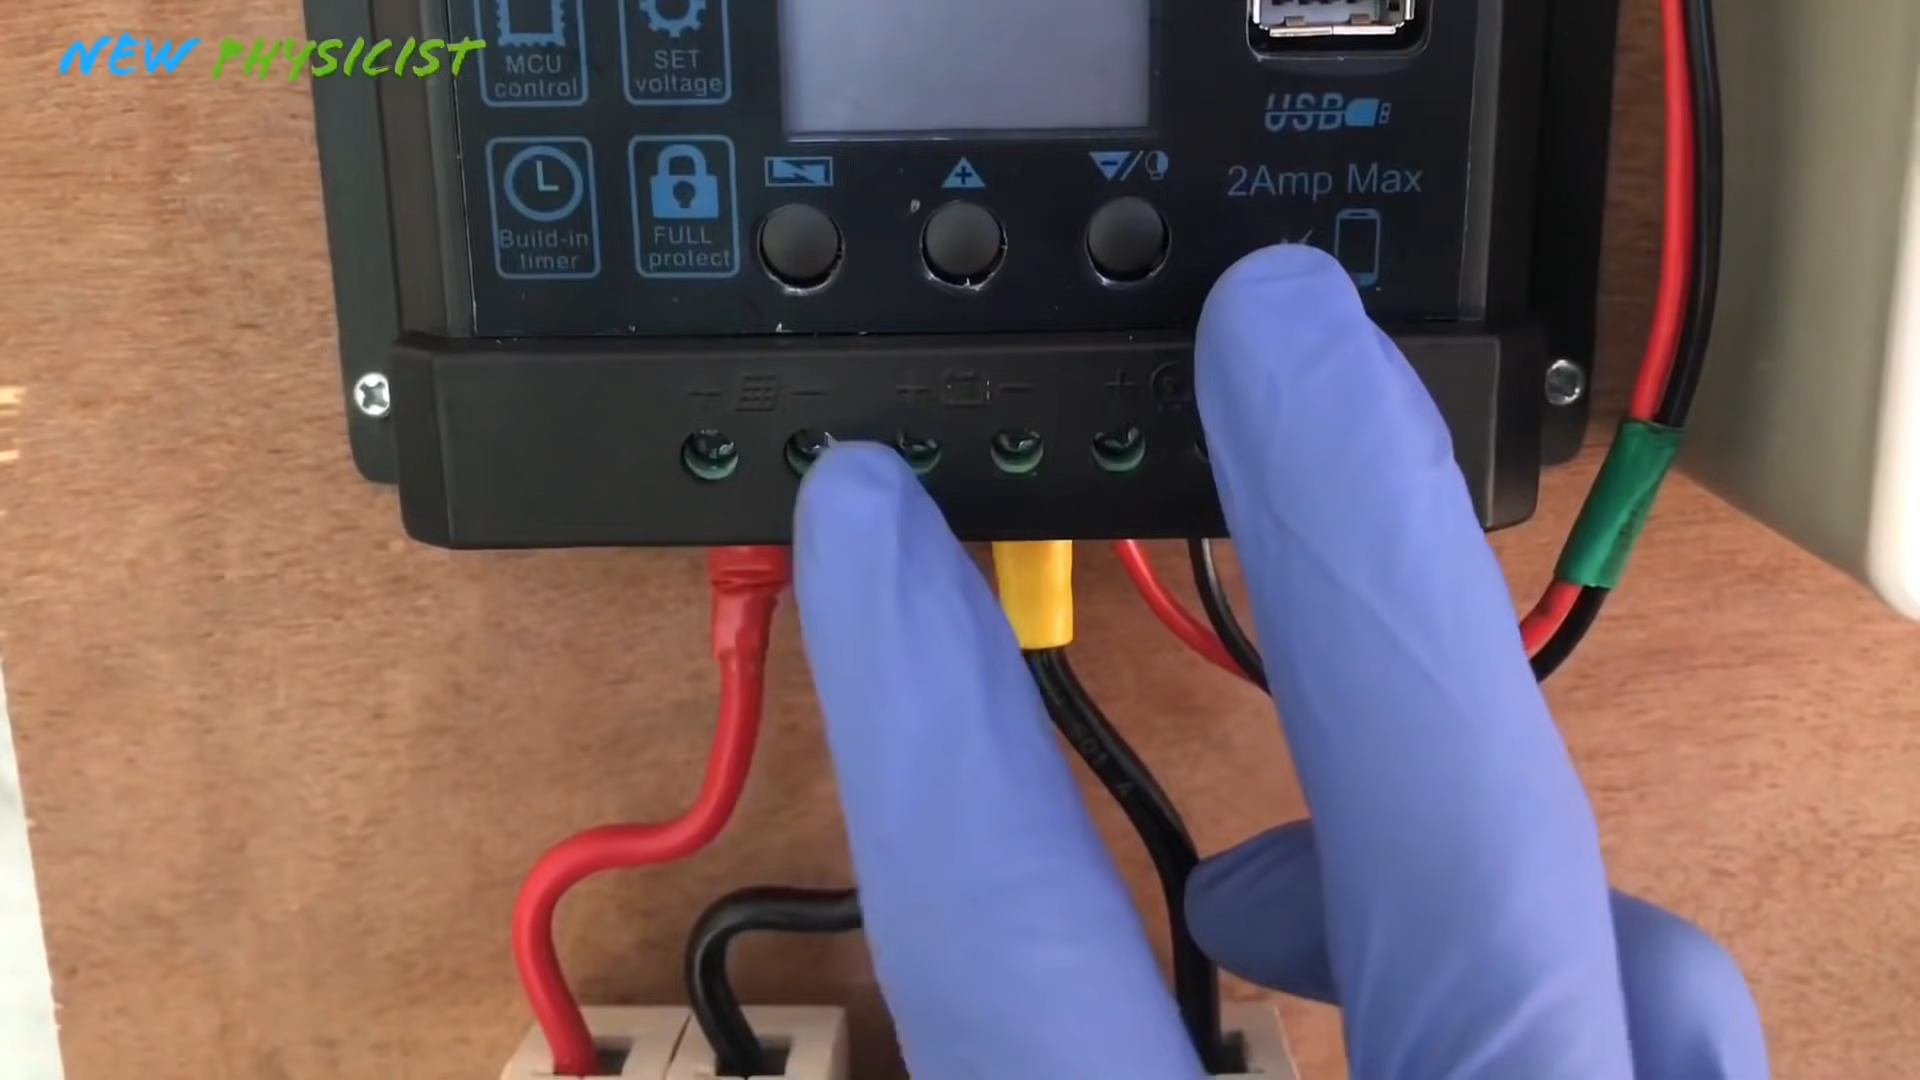 NEW PHYSICIST
MCU
control
SET
voltage
USB
2Amp Max
Build-in
timer
FULL
protect